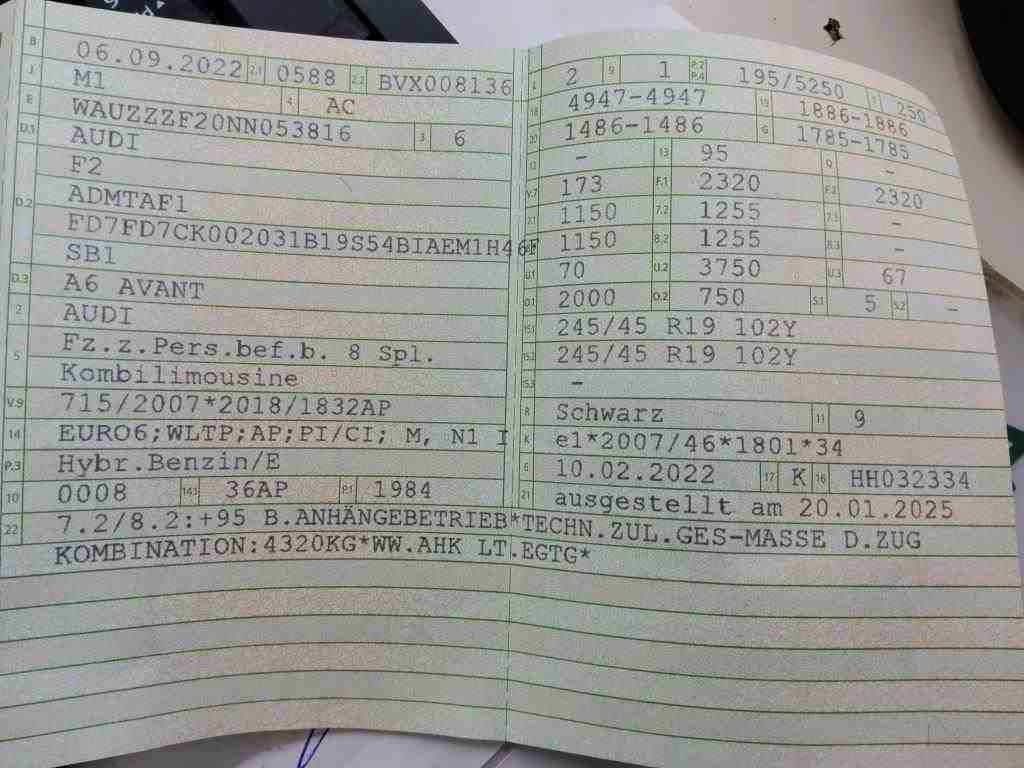 B 06.09.2022 2.1 0588 2.2 BVX008136
J M1 4 AC
E WAUZZZF20NN053816 3 6
D.1 AUDI
D.2 F2
ADMTAF1
FD7FD7CK002031B19S54BIAEM1H46F
SB1
D.3 A6 AVANT
2 AUDI
5 Fz.z.Pers.bef.b. 8 Spl.
Kombilimousine
V.9 715/2007*2018/1832AP
14 EURO6;WLTP;AP;PI/CI; M, N1 I
P.3 Hybr.Benzin/E
10 0008 14.1 36AP P.1 1984
22 7.2/8.2:+95 B.ANHÄNGEBETRIEB*TECHN.ZUL.GES-MASSE D.ZUG
KOMBINATION:4320KG*WW.AHK LT.EGTG*
L 2 9 1 P.2 P.4 195/5250 T 250
18 4947-4947 19 1886-1886
20 1486-1486 G 1785-1785
12 - 13 95 Q -
V.7 173 F.1 2320 F.2 2320
7.1 1150 7.2 1255 7.3 -
8.1 1150 8.2 1255 8.3 -
U.1 70 U.2 3750 U.3 67
O.1 2000 O.2 750 S.1 5 S.2 -
15.1 245/45 R19 102Y
15.2 245/45 R19 102Y
15.3 -
R Schwarz 11 9
K e1*2007/46*1801*34
6 10.02.2022 17 K 16 HH032334
21 ausgestellt am 20.01.2025